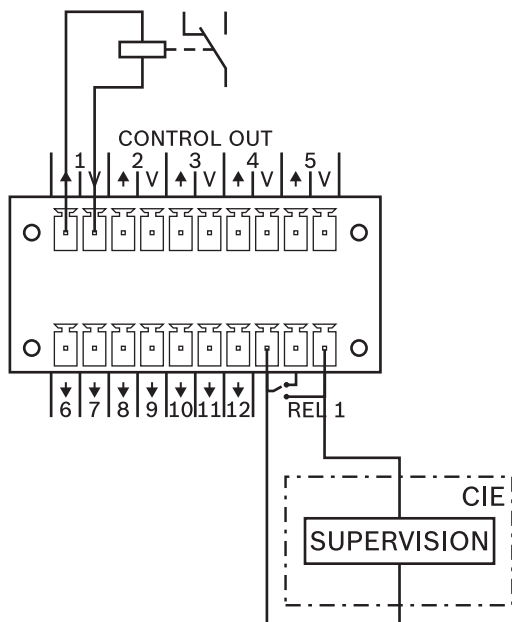 CONTROL OUT
1 2 3 4 5
V V V V V
6 7 8 9 10 11 12 REL 1
CIE
SUPERVISION